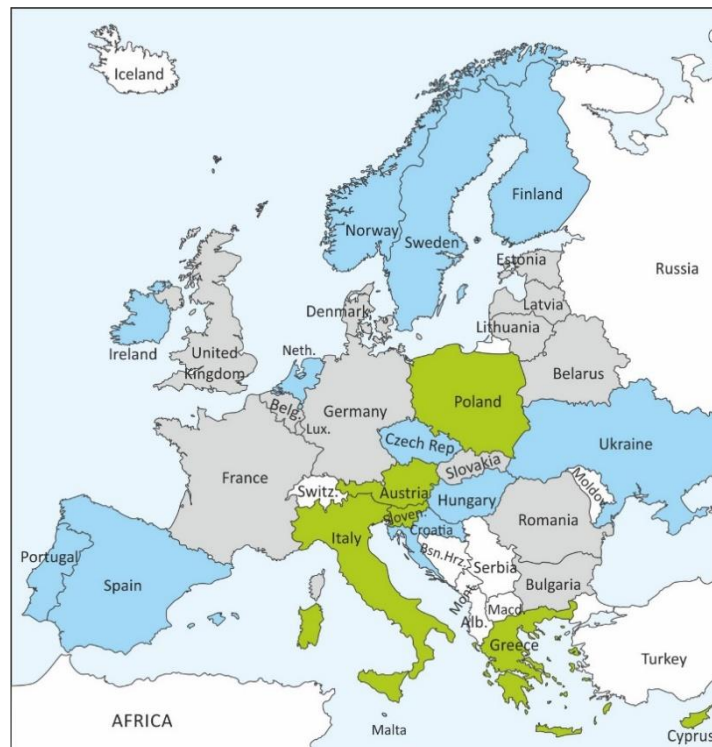 Iceland
Finland
Norway
Sweden
Estonia
Russia
Latvia
Denmark
Lithuania
Ireland
United
Kingdom
Neth.
Belarus
Belg.
Germany
Poland
Lux.
Czech Rep
Ukraine
Slovakia
France
Switz.
Austria
Hungary
Moldov
Sloven.
Romania
Italy
Croatia
Bsn.Hrz.
Serbia
Portugal
Spain
Bulgaria
Mont
Macd.
Alb.
Greece
Turkey
AFRICA
Malta
Cyprus